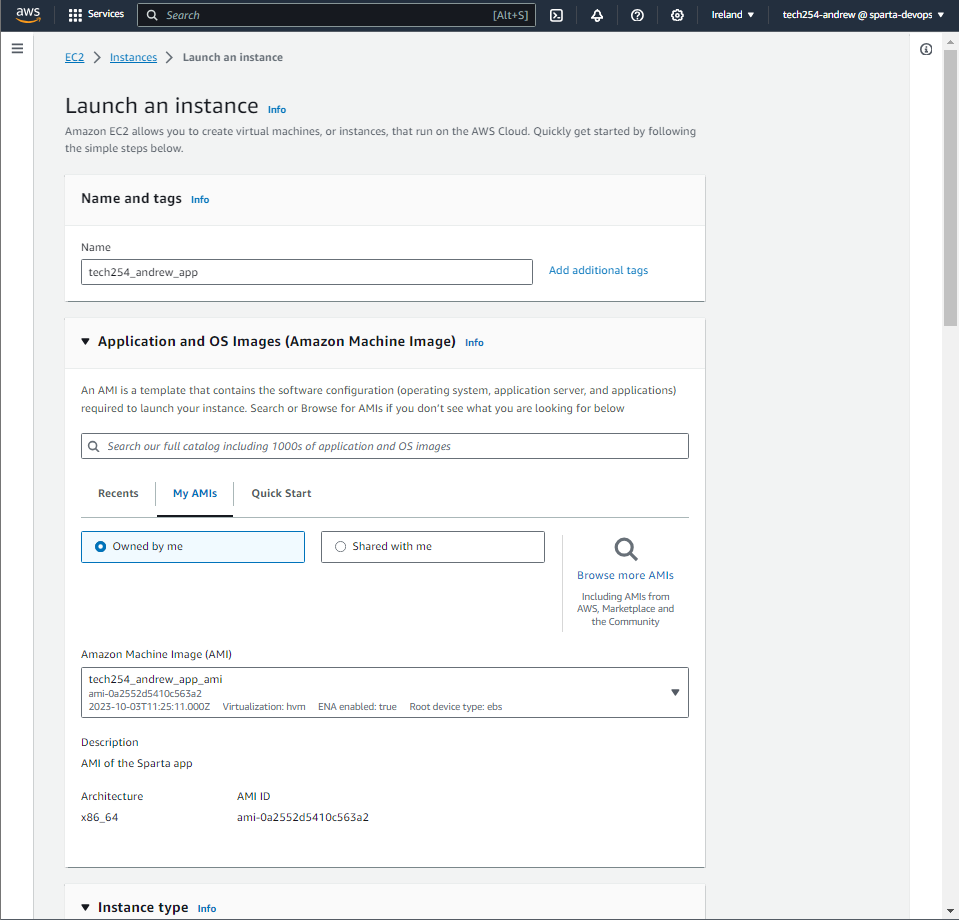 aws Services Search [Alt+S] Ireland ▼ tech254-andrew @ sparta-devops ▼
EC2 > Instances > Launch an instance
Launch an instance Info
Amazon EC2 allows you to create virtual machines, or instances, that run on the AWS Cloud. Quickly get started by following
the simple steps below.
Name and tags Info
Name
tech254_andrew_app Add additional tags
▼ Application and OS Images (Amazon Machine Image) Info
An AMI is a template that contains the software configuration (operating system, application server, and applications)
required to launch your instance. Search or Browse for AMIs if you don't see what you are looking for below
Search our full catalog including 1000s of application and OS images
Recents My AMIs Quick Start
Owned by me Shared with me
Browse more AMIs
Including AMIs from
AWS, Marketplace and
the Community
Amazon Machine Image (AMI)
tech254_andrew_app_ami
ami-0a2552d5410c563a2
2023-10-03T11:25:11.000Z Virtualization: hvm ENA enabled: true Root device type: ebs
Description
AMI of the Sparta app
Architecture AMI ID
x86_64 ami-0a2552d5410c563a2
▼ Instance type Info